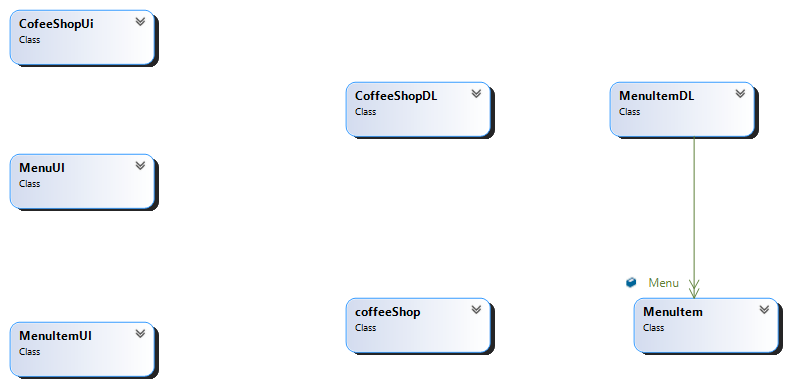 CofeeShopUi
Class
CoffeeShopDL
Class
MenuItemDL
Class
MenuUI
Class
Menu
coffeeShop
Class
MenuItem
Class
MenuItemUI
Class